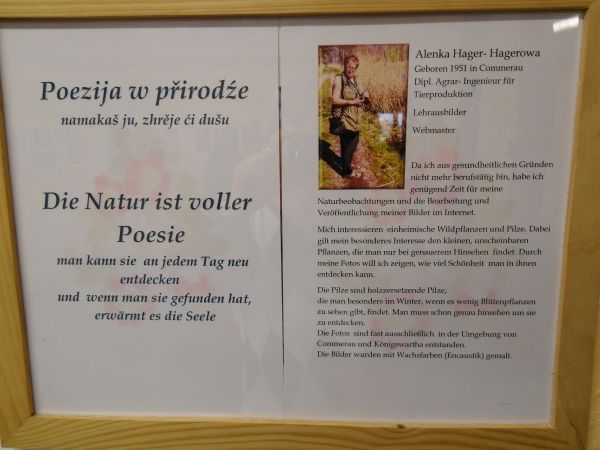 Poezija w přirodźe
namakaš ju, zhrěje ći dušu
Die Natur ist voller
Poesie
man kann sie an jedem Tag neu
entdecken
und wenn man sie gefunden hat,
erwärmt es die Seele
Alenka Hager- Hagerowa
Geboren 1951 in Commerau
Dipl. Agrar- Ingenieur für
Tierproduktion
Lehrausbilder
Webmaster
Da ich aus gesundheitlichen Gründen
nicht mehr berufstätig bin, habe ich
genügend Zeit für meine
Naturbeobachtungen und die Bearbeitung und
Veröffentlichung meiner Bilder im Internet.
Mich interessieren einheimische Wildpflanzen und Pilze. Dabei
gilt mein besonderes Interesse den kleinen, unscheinbaren
Pflanzen, die man nur bei genauerem Hinsehen findet. Durch
meine Fotos will ich zeigen, wie viel Schönheit man in ihnen
entdecken kann.
Die Pilze sind holzzersetzende Pilze,
die man besonders im Winter, wenn es wenig Blütenpflanzen
zu sehen gibt, findet. Man muss schon genau hinsehen um sie
zu entdecken.
Die Fotos sind fast ausschließlich in der Umgebung von
Commerau und Königswartha entstanden.
Die Bilder wurden mit Wachsfarben (Encaustik) gemalt.